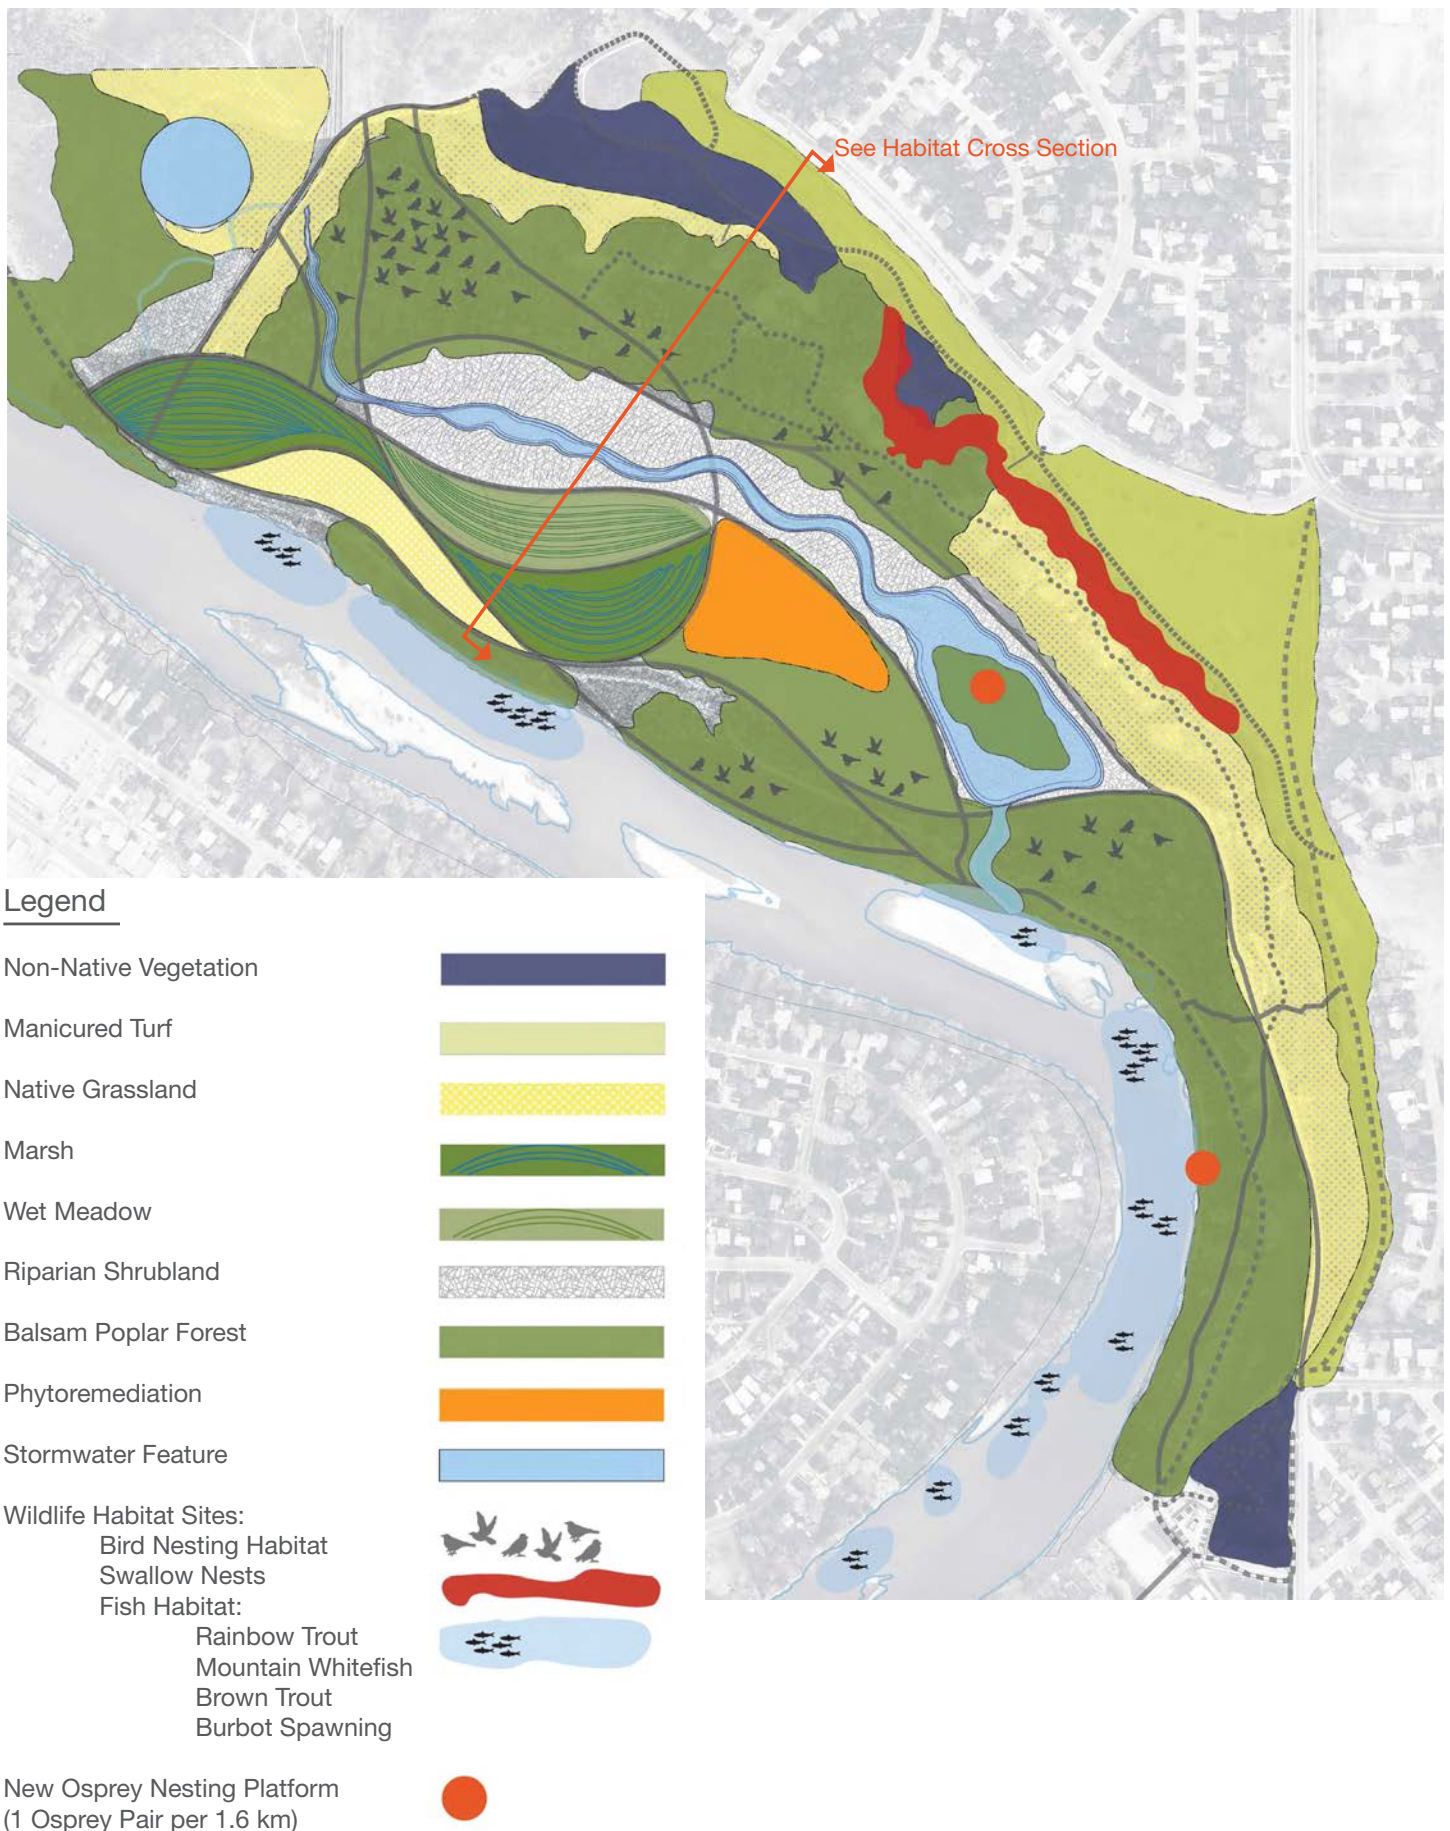 See Habitat Cross Section
Legend
Non-Native Vegetation
Manicured Turf
Native Grassland
Marsh
Wet Meadow
Riparian Shrubland
Balsam Poplar Forest
Phytoremediation
Stormwater Feature
Wildlife Habitat Sites:
Bird Nesting Habitat
Swallow Nests
Fish Habitat:
Rainbow Trout
Mountain Whitefish
Brown Trout
Burbot Spawning
New Osprey Nesting Platform
(1 Osprey Pair per 1.6 km)